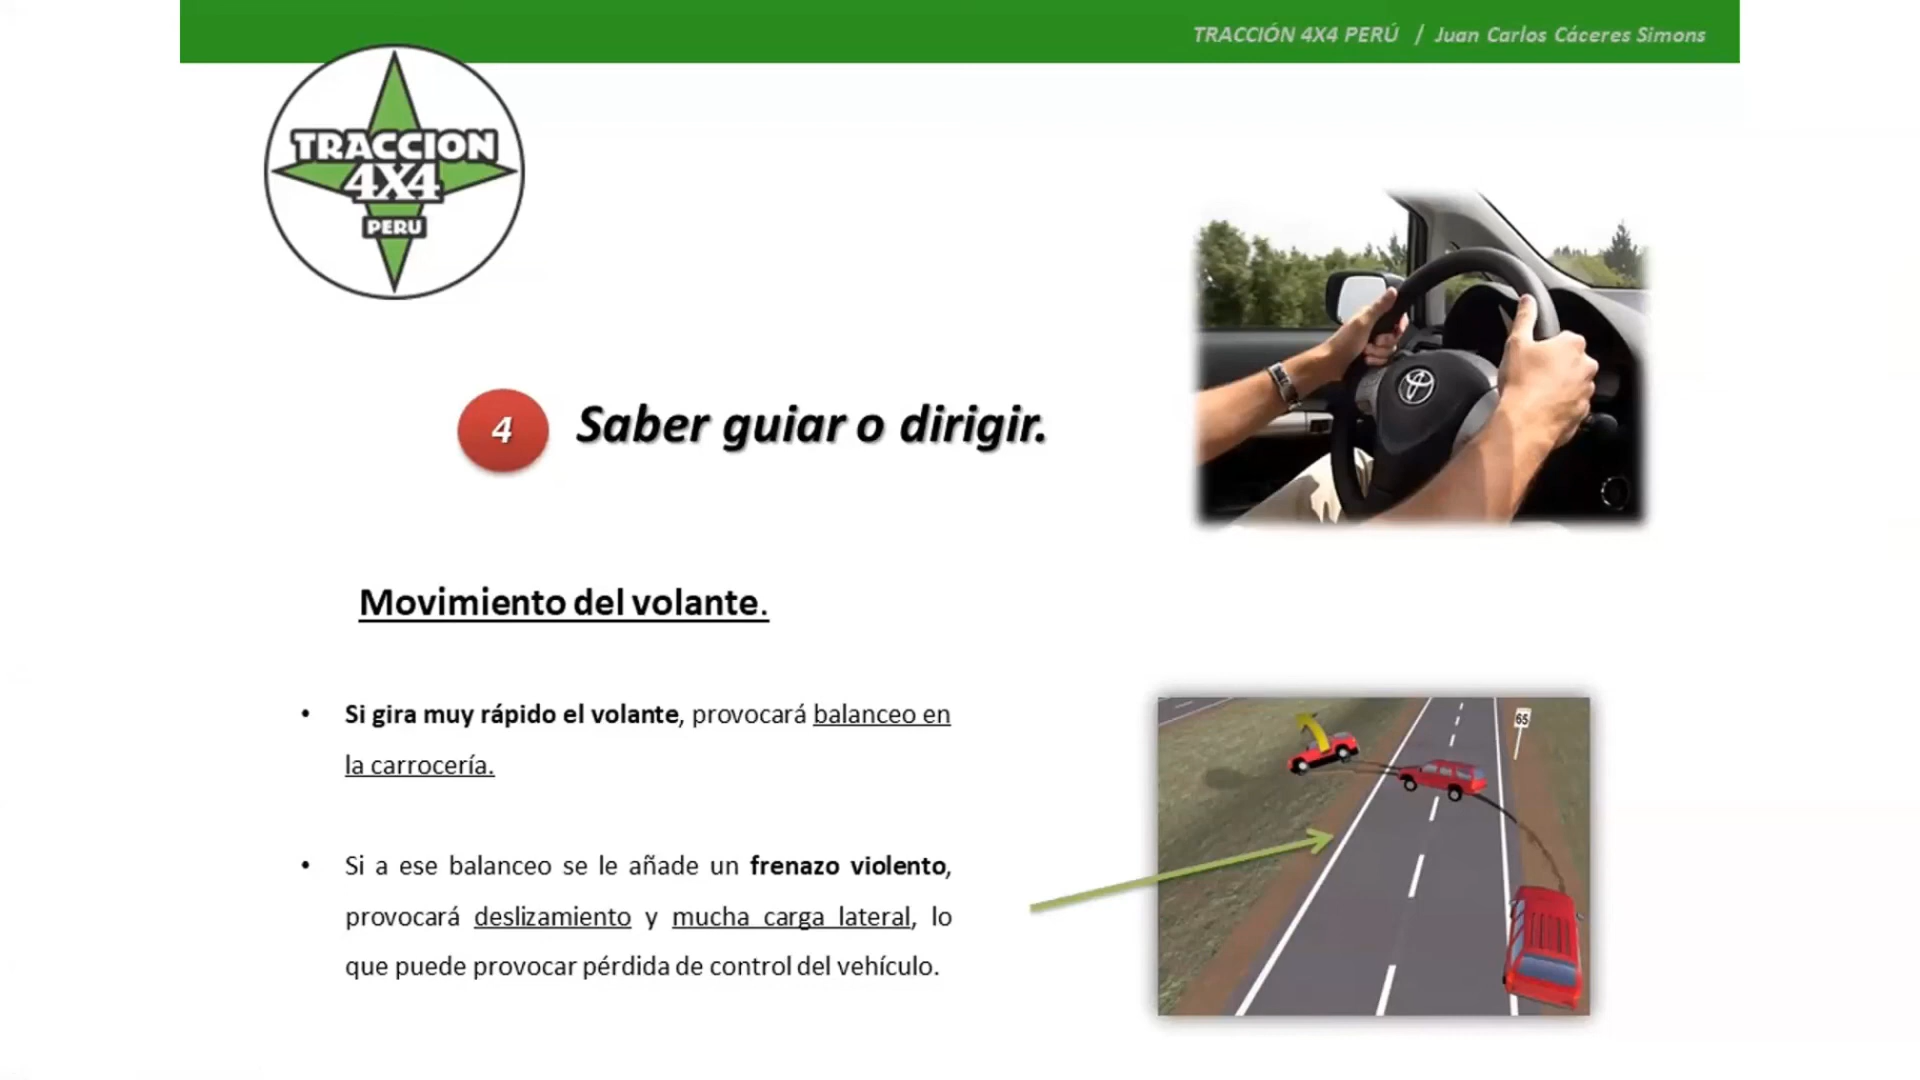 TRACCIÓN 4X4 PERÚ / Juan Carlos Cáceres Simons
TRACCION
4X4
PERU
4 Saber guiar o dirigir.
Movimiento del volante.
• Si gira muy rápido el volante, provocará balanceo en
la carrocería.
65
• Si a ese balanceo se le añade un frenazo violento,
provocará deslizamiento y mucha carga lateral, lo
que puede provocar pérdida de control del vehículo.